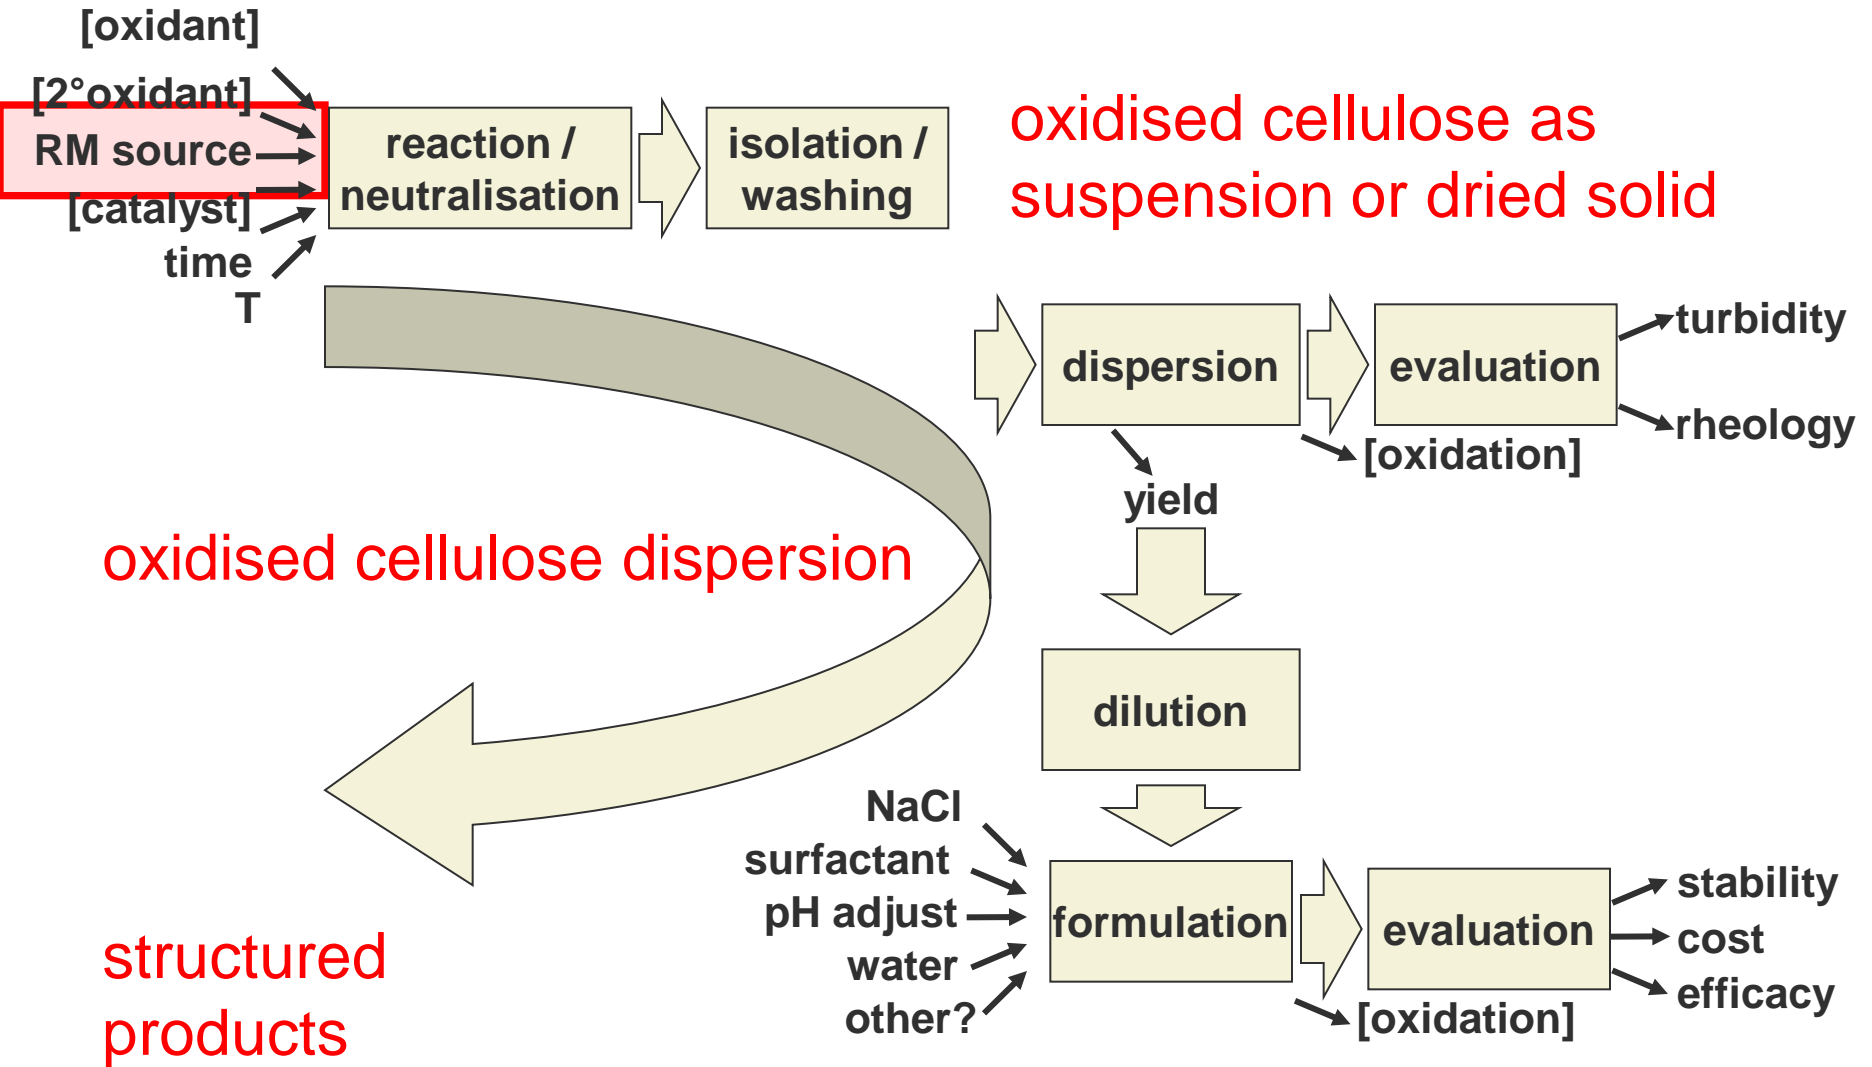 [oxidant]
[2°oxidant]
RM source
[catalyst]
time
T
reaction /
neutralisation
isolation /
washing
oxidised cellulose as
suspension or dried solid
dispersion
evaluation
turbidity
rheology
[oxidation]
yield
oxidised cellulose dispersion
dilution
NaCl
surfactant
pH adjust
water
other?
formulation
evaluation
stability
cost
efficacy
[oxidation]
structured
products